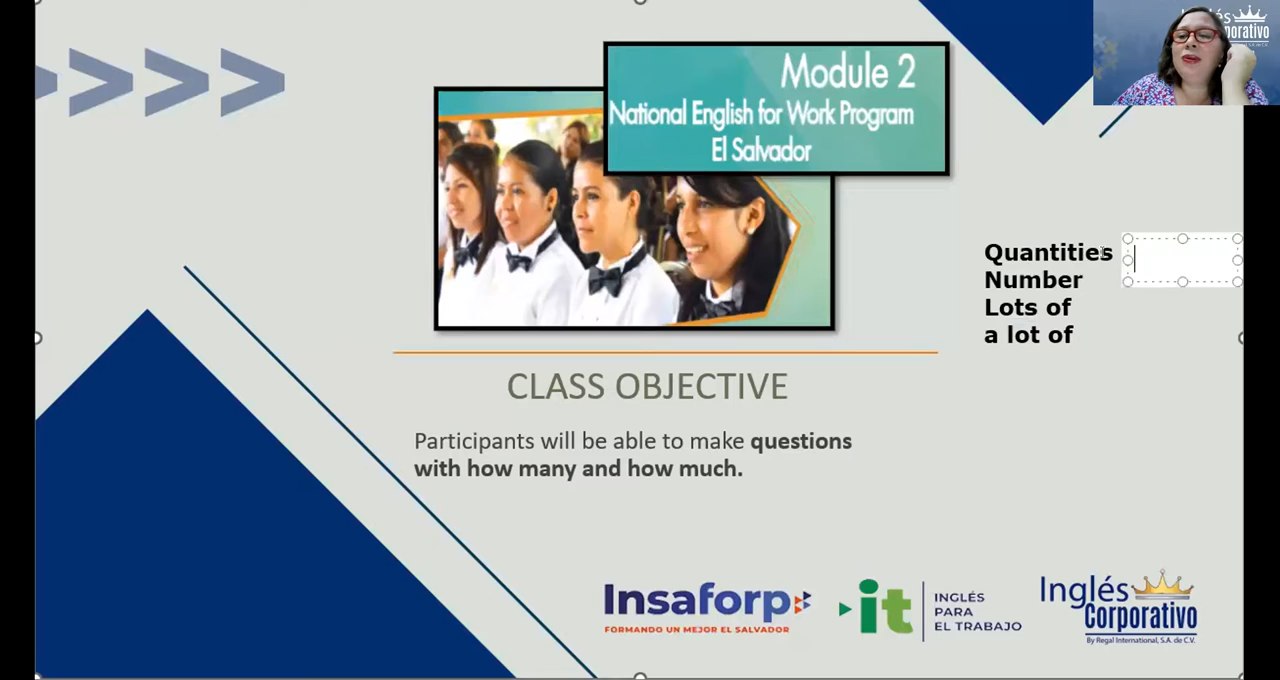 Module 2
National English for Work Program
El Salvador
Quantities
Number
Lots of
a lot of
CLASS OBJECTIVE
Participants will be able to make questions
with how many and how much.
Insaforp
FORMANDO UN MEJOR EL SALVADOR
it
INGLÉS
PARA
EL TRABAJO
Inglés
Corporativo
By Regal International, S.A. de C.V.